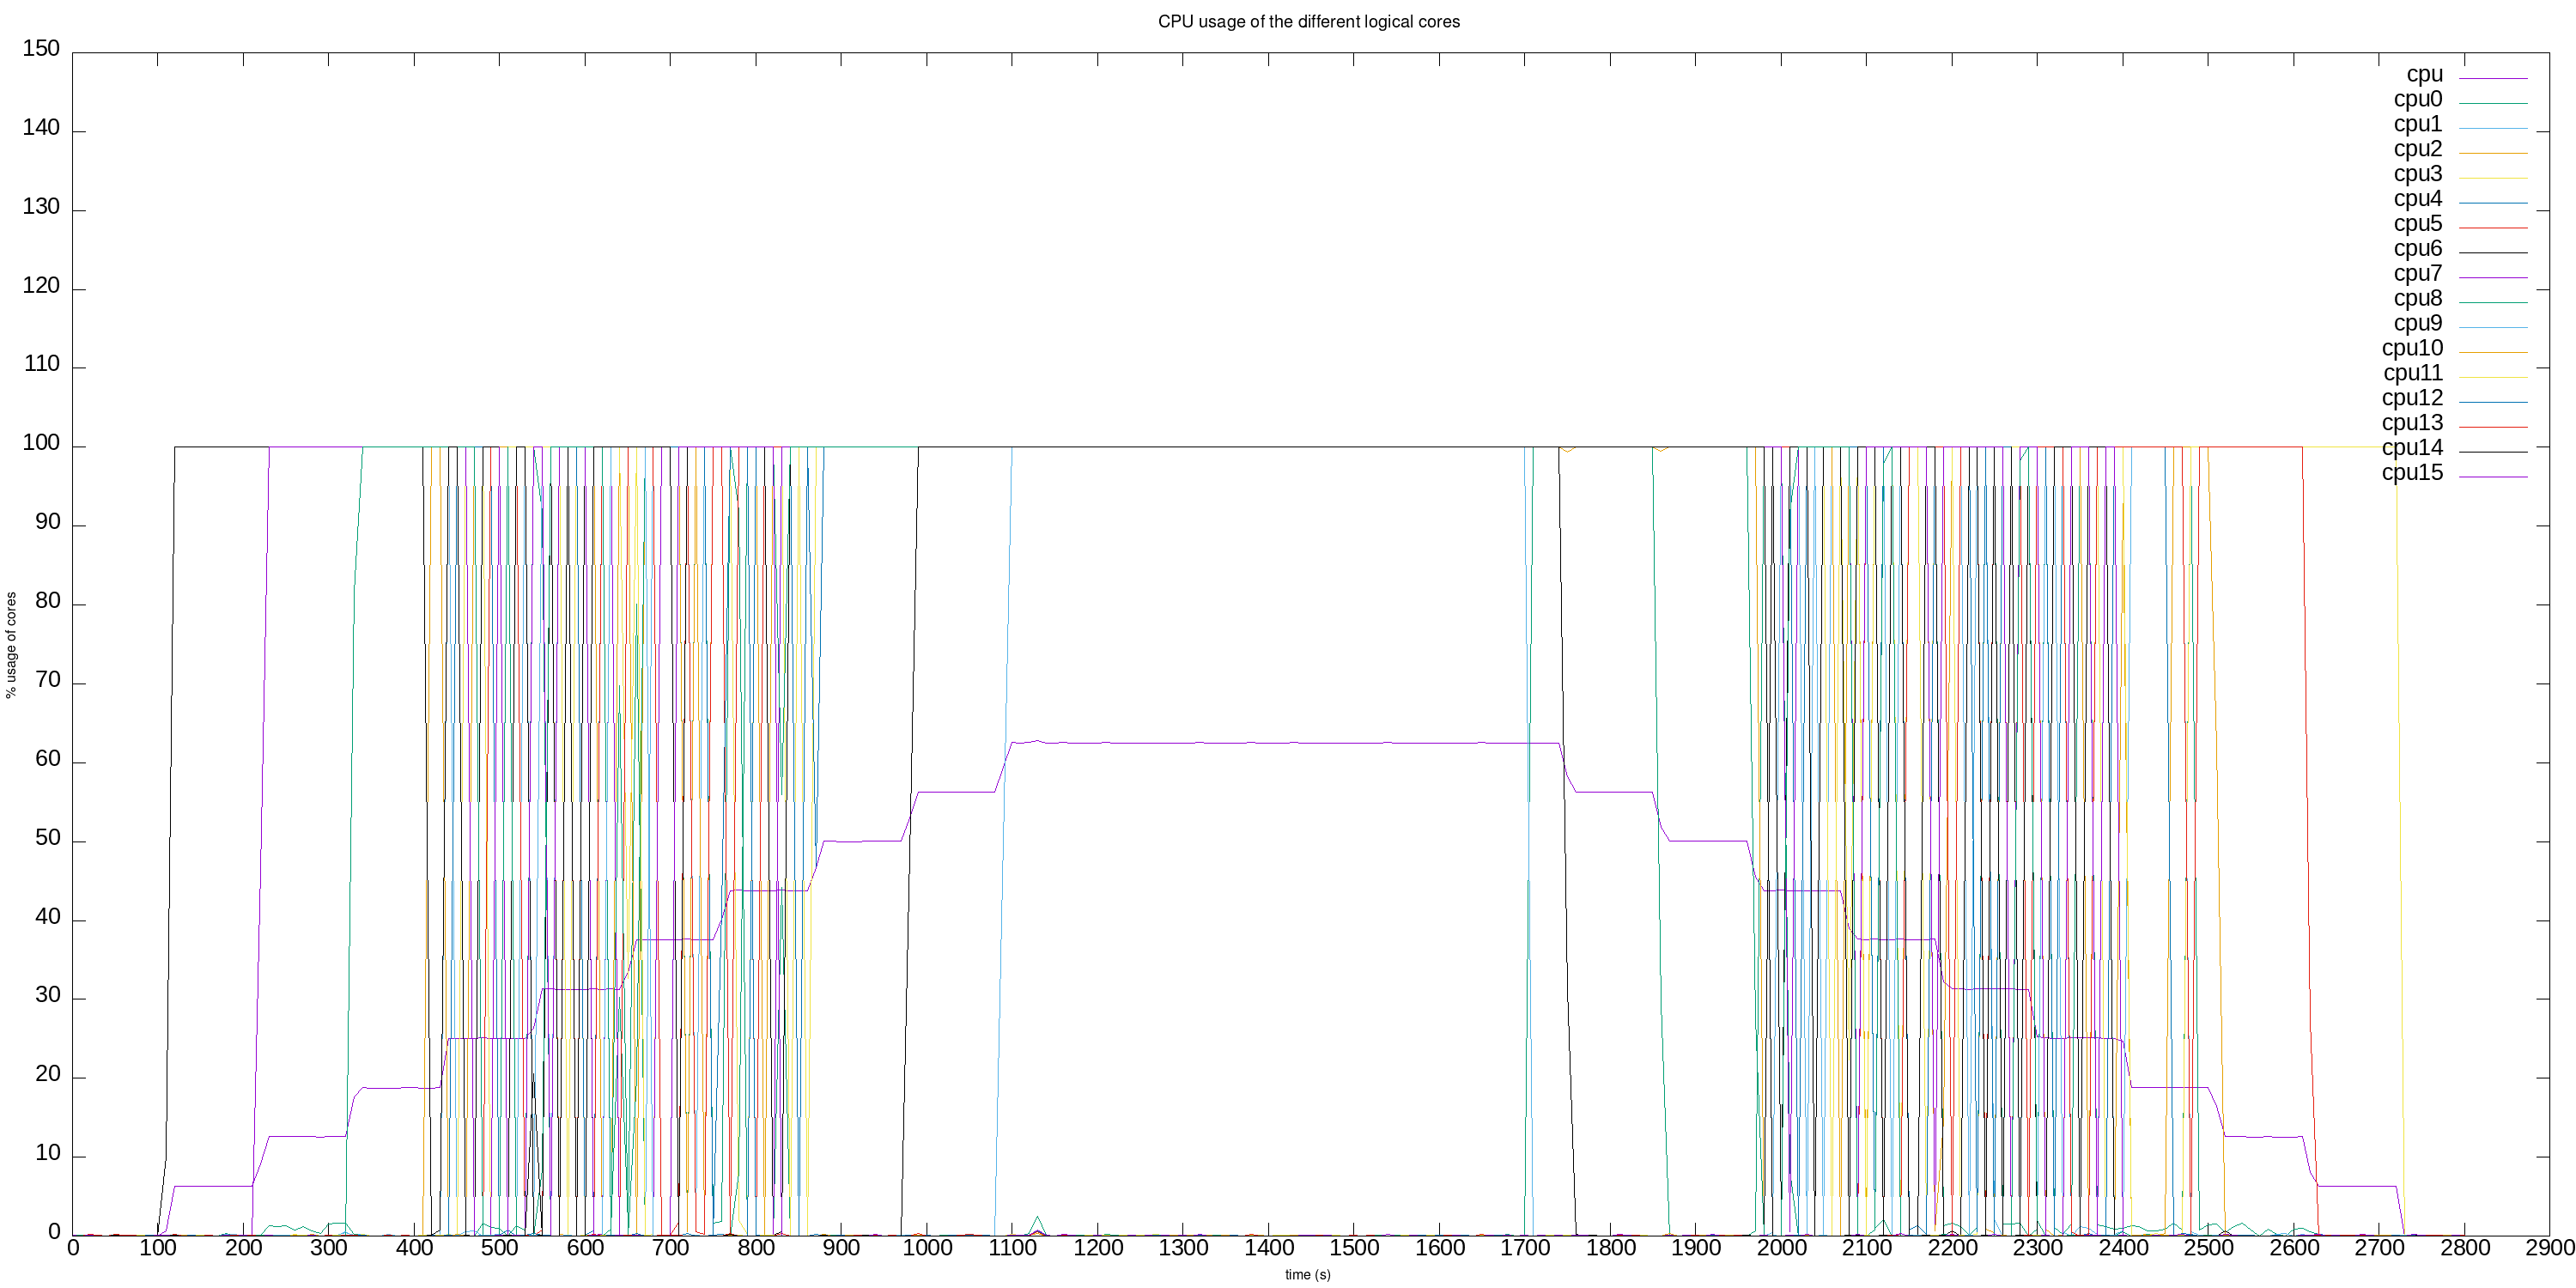 CPU usage of the different logical cores
150
140
130
120
110
100
90
80
70
60
50
40
30
20
10
0
% usage of cores
cpu
cpu0
cpu1
cpu2
cpu3
cpu4
cpu5
cpu6
cpu7
cpu8
cpu9
cpu10
cpu11
cpu12
cpu13
cpu14
cpu15
0 100 200 300 400 500 600 700 800 900 1000 1100 1200 1300 1400 1500 1600 1700 1800 1900 2000 2100 2200 2300 2400 2500 2600 2700 2800 2900
time (s)